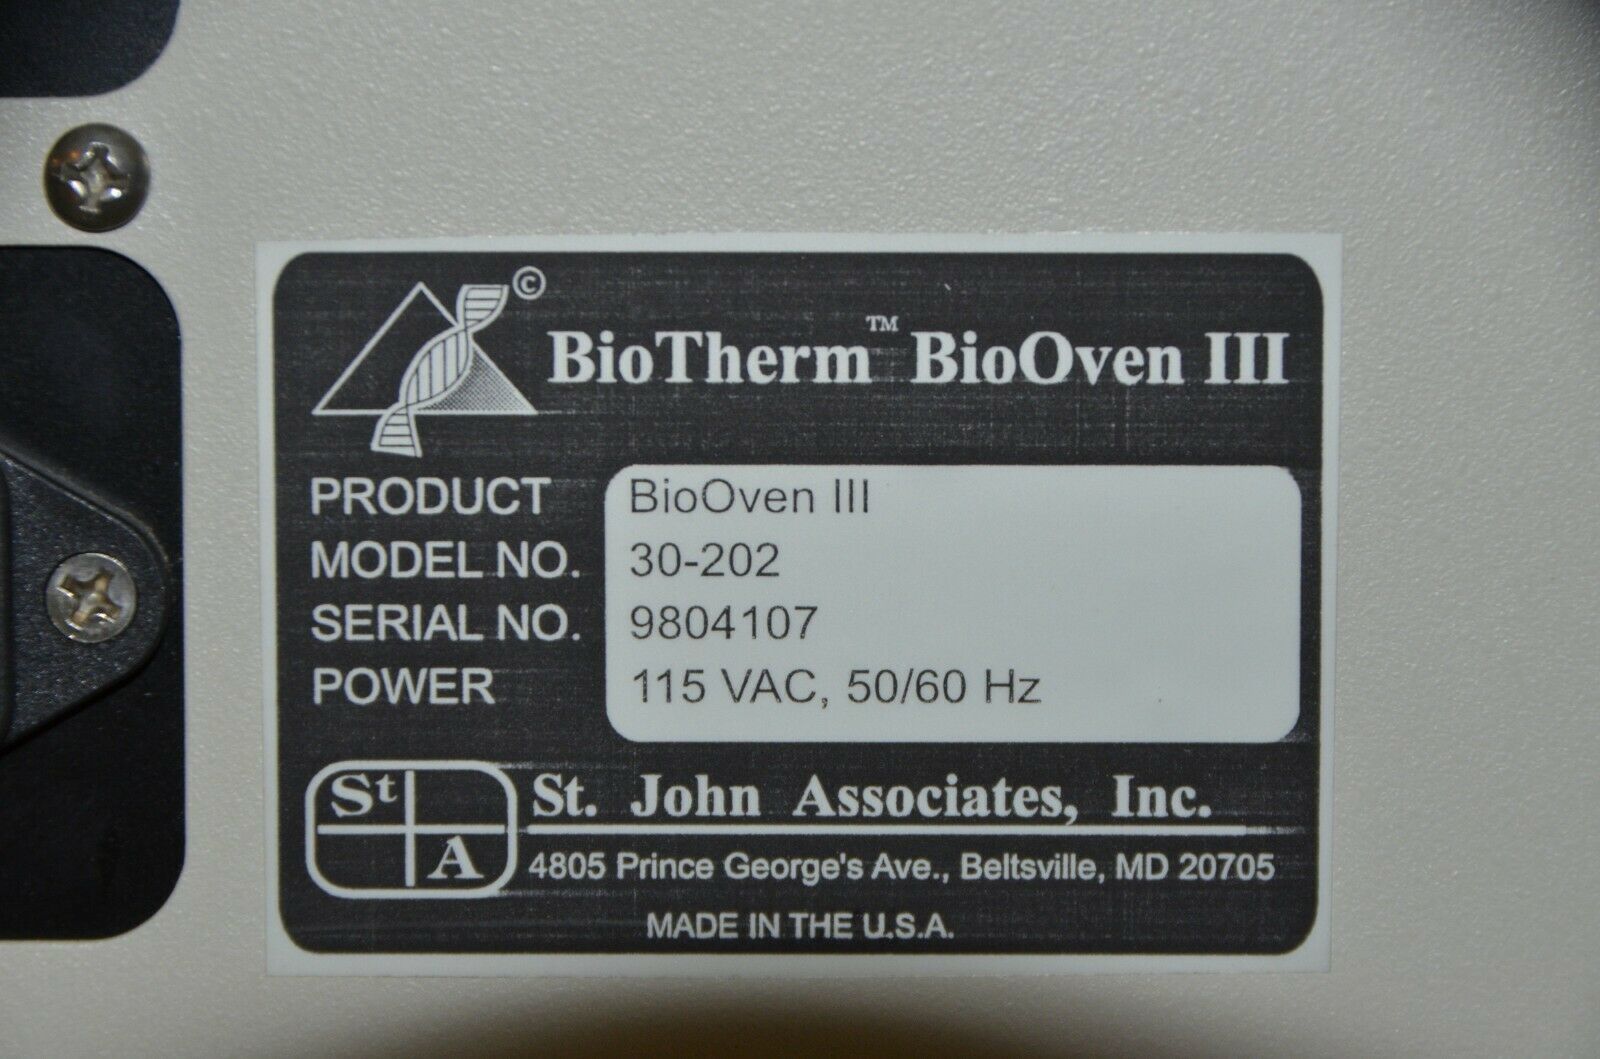 ©
BioTherm™ BioOven III
PRODUCT BioOven III
MODEL NO. 30-202
SERIAL NO. 9804107
POWER 115 VAC, 50/60 Hz
St A
St. John Associates, Inc.
4805 Prince George's Ave., Beltsville, MD 20705
MADE IN THE U.S.A.